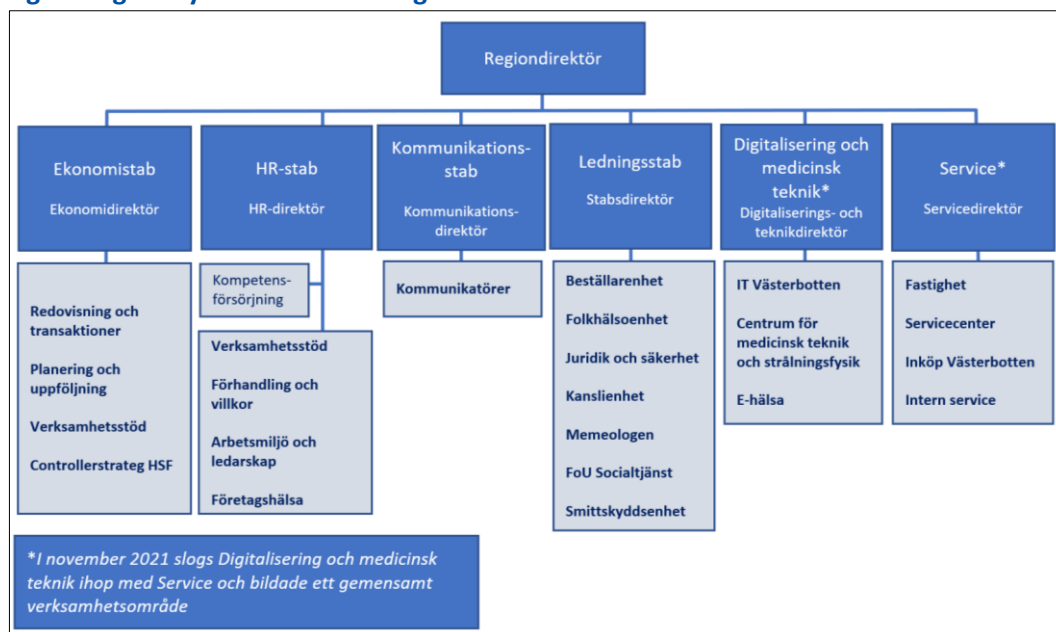 Regiondirektör
Ekonomistab
Ekonomidirektör
HR-stab
HR-direktör
Kommunikations-
stab
Kommunikations-
direktör
Ledningsstab
Stabsdirektör
Digitalisering och
medicinsk
teknik*
Digitaliserings- och
teknikdirektör
Service*
Servicedirektör
Redovisning och
transaktioner
Planering och
uppföljning
Verksamhetsstöd
Controllerstrateg HSF
Kompetens-
försörjning
Verksamhetsstöd
Förhandling och
villkor
Arbetsmiljö och
ledarskap
Företagshälsa
Kommunikatörer
Beställarenhet
Folkhälsoenhet
Juridik och säkerhet
Kanslienhet
Memeologen
FoU Socialtjänst
Smittskyddsenhet
IT Västerbotten
Centrum för
medicinsk teknik
och strålningsfysik
E-hälsa
Fastighet
Servicecenter
Inköp Västerbotten
Intern service
*I november 2021 slogs Digitalisering och medicinsk
teknik ihop med Service och bildade ett gemensamt
verksamhetsområde